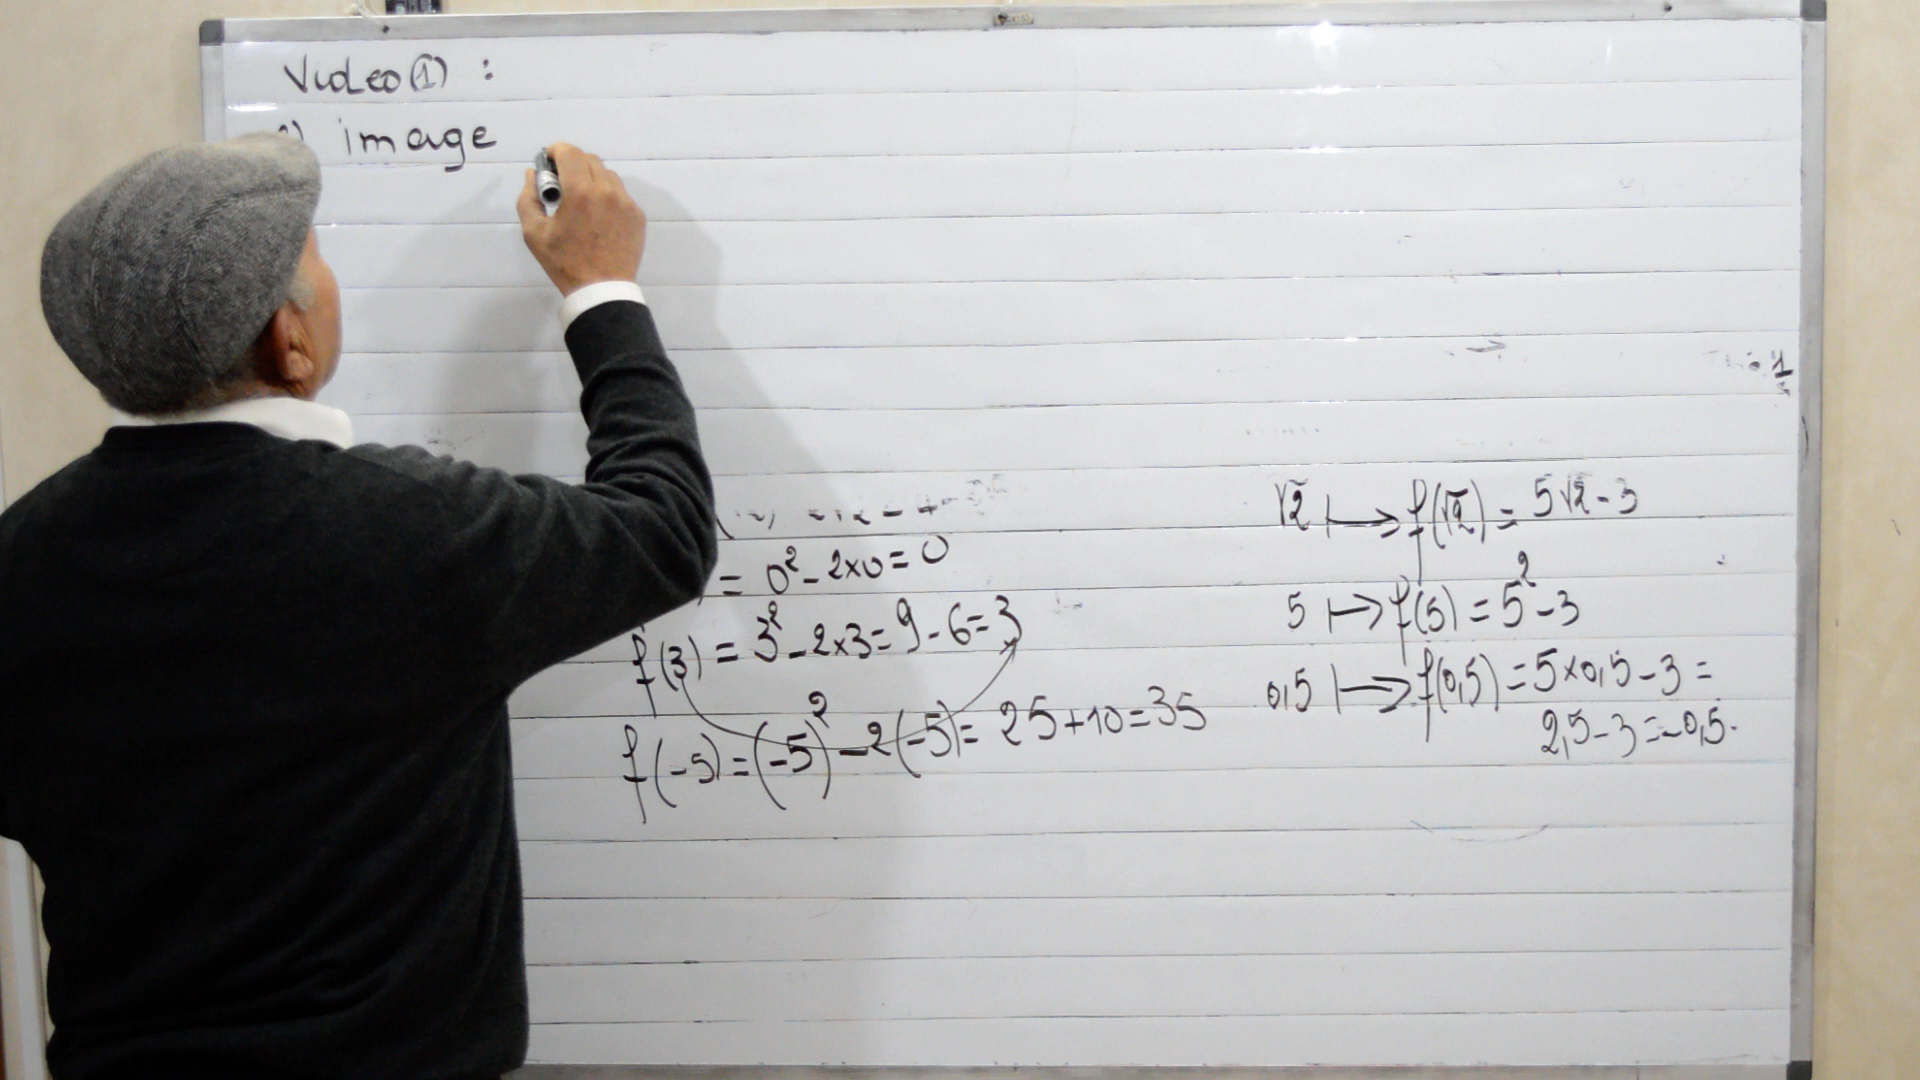 Video(1) :
image
= 0² - 2×0 = 0
f(3) = 3² - 2×3 = 9 - 6 = 3
f(-5) = (-5)² - 2(-5) = 25 + 10 = 35
√2 ↦ f(√2) = 5√2 - 3
5 ↦ f(5) = 5² - 3
0,5 ↦ f(0,5) = 5×0,5 - 3 =
2,5 - 3 = -0,5.